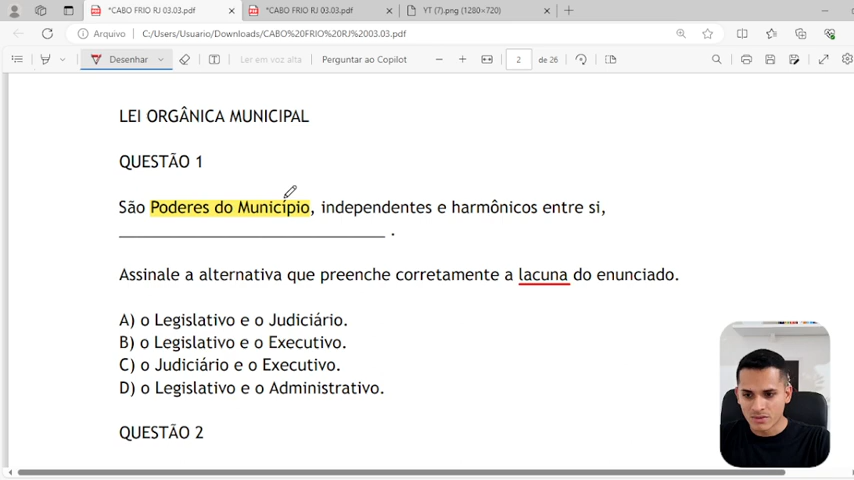 *CABO FRIO RJ 03.03.pdf
*CABO FRIO RJ 03.03.pdf
YT (7).png (1280×720)
Arquivo
C:/Users/Usuario/Downloads/CABO%20FRIO%20RJ%2003.03.pdf
Desenhar
Ler em voz alta
Perguntar ao Copilot
2
de 26
LEI ORGÂNICA MUNICIPAL
QUESTÃO 1
São Poderes do Município, independentes e harmônicos entre si,
______________________________ .
Assinale a alternativa que preenche corretamente a lacuna do enunciado.
A) o Legislativo e o Judiciário.
B) o Legislativo e o Executivo.
C) o Judiciário e o Executivo.
D) o Legislativo e o Administrativo.
QUESTÃO 2